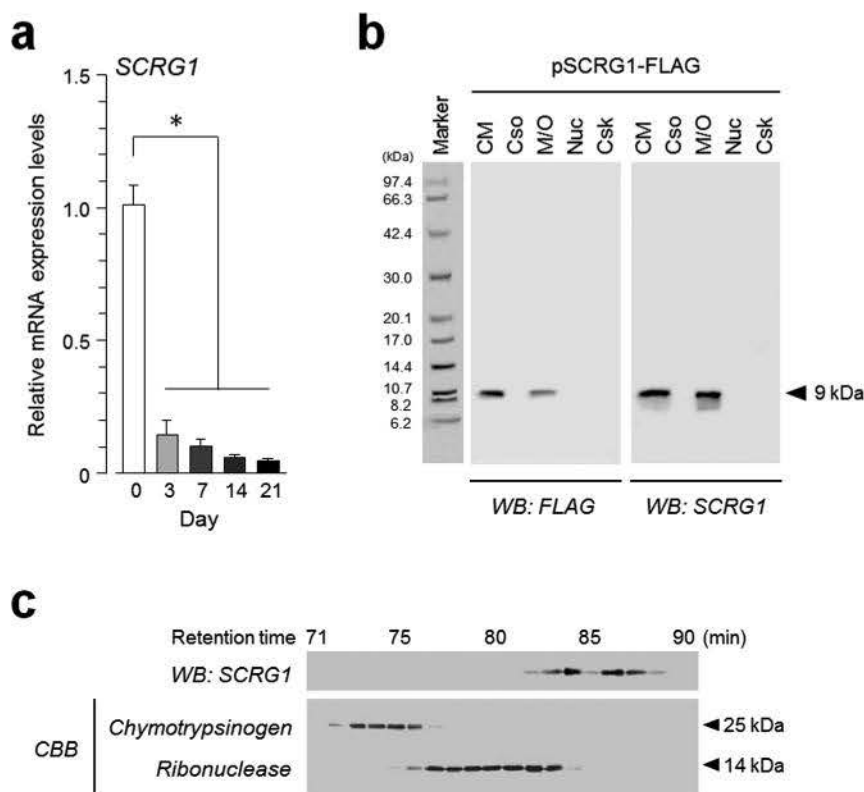 a
SCRG1
Relative mRNA expression levels
1.5
1.0
0.5
0
*
0 3 7 14 21
Day
b
pSCRG1-FLAG
Marker CM Cso M/O Nuc Csk CM Cso M/O Nuc Csk
(kDa)
97.4
66.3
42.4
30.0
20.1
17.0
14.4
10.7
8.2
6.2
9 kDa
WB: FLAG WB: SCRG1
c
Retention time 71 75 80 85 90 (min)
WB: SCRG1
CBB
Chymotrypsinogen 25 kDa
Ribonuclease 14 kDa